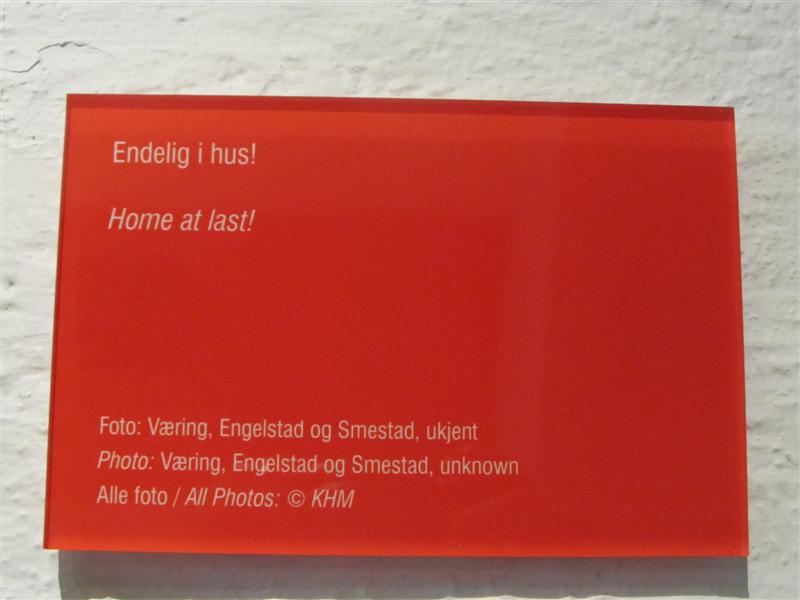 Endelig i hus!
Home at last!
Foto: Væring, Engelstad og Smestad, ukjent
Photo: Væring, Engelstad og Smestad, unknown
Alle foto / All Photos: © KHM